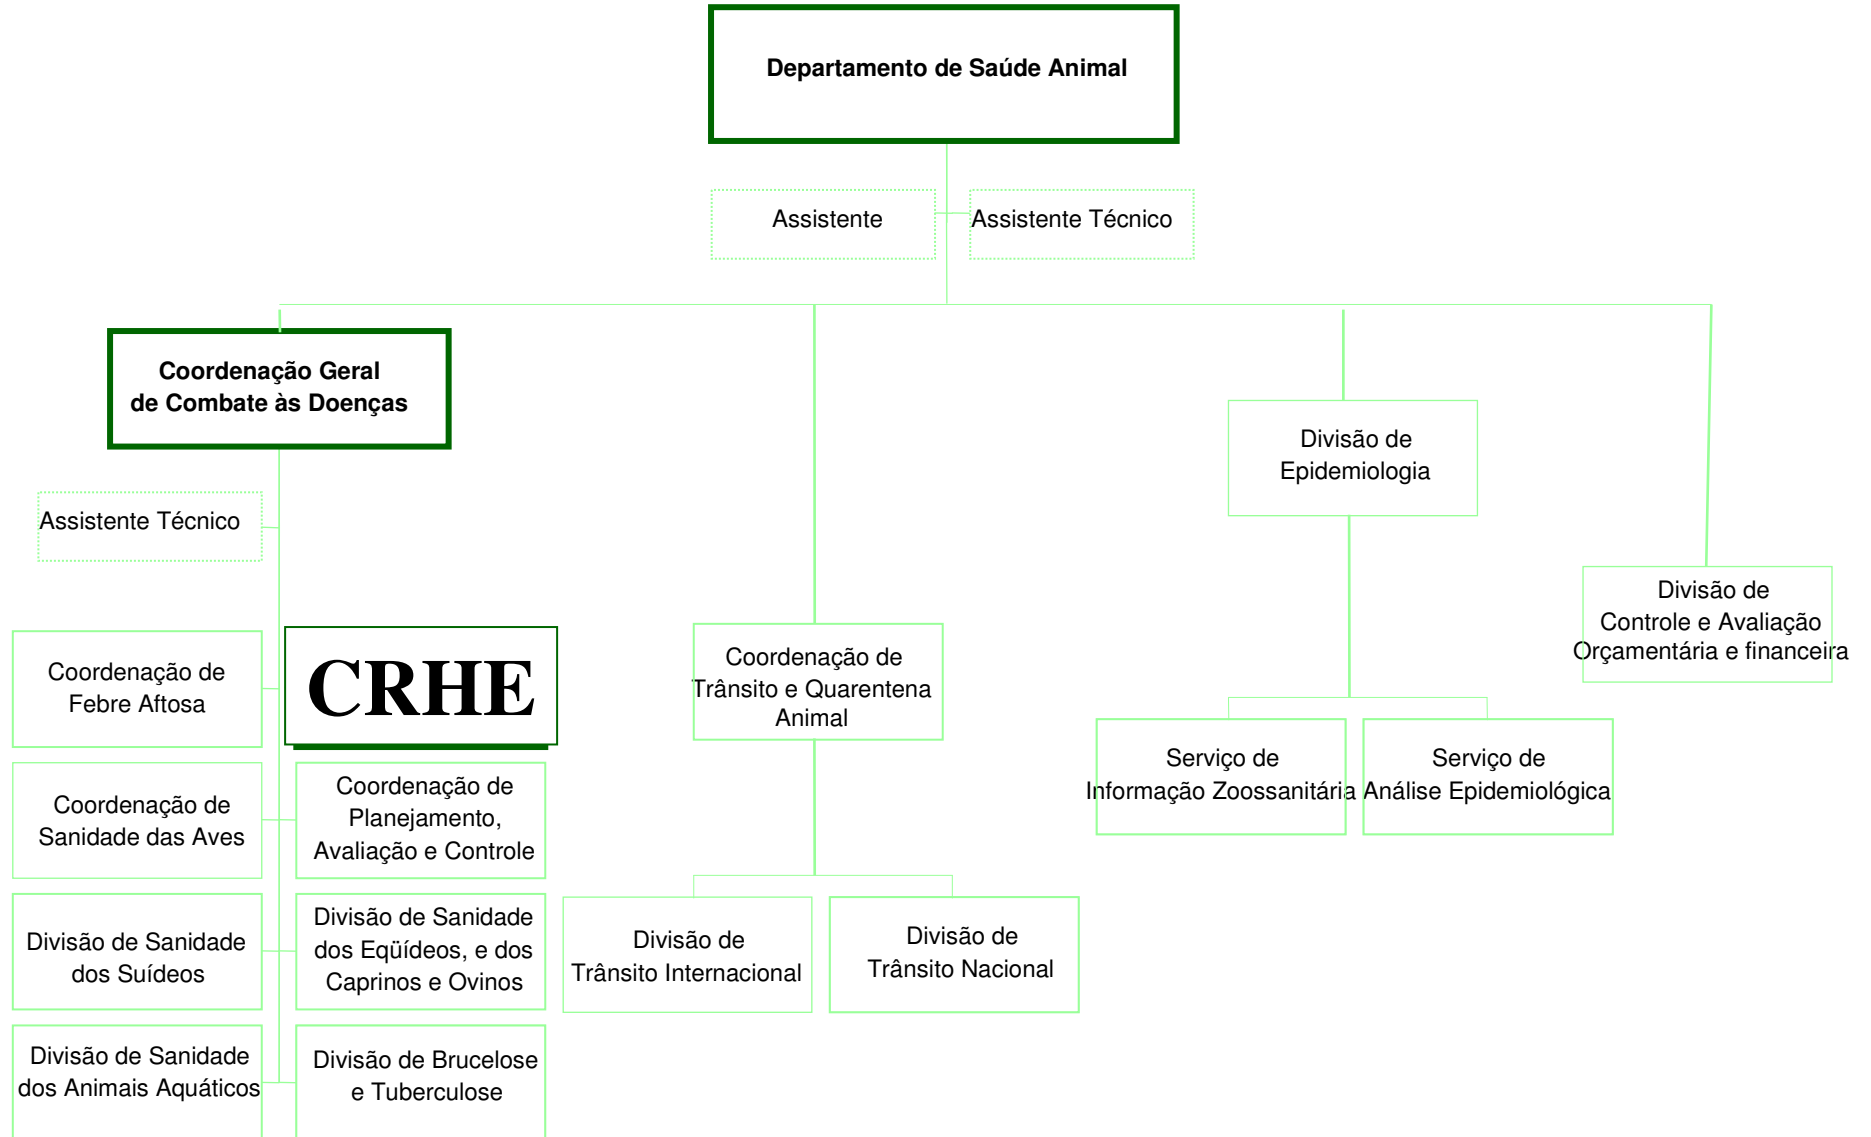 Departamento de Saúde Animal
Assistente
Assistente Técnico
Coordenação Geral
de Combate às Doenças
Assistente Técnico
Coordenação de
Febre Aftosa
CRHE
Coordenação de
Sanidade das Aves
Coordenação de
Planejamento,
Avaliação e Controle
Divisão de Sanidade
dos Suídeos
Divisão de Sanidade
dos Eqüídeos, e dos
Caprinos e Ovinos
Divisão de Sanidade
dos Animais Aquáticos
Divisão de Brucelose
e Tuberculose
Coordenação de
Trânsito e Quarentena
Animal
Divisão de
Trânsito Internacional
Divisão de
Trânsito Nacional
Divisão de
Epidemiologia
Serviço de
Informação Zoossanitária
Serviço de
Análise Epidemiológica
Divisão de
Controle e Avaliação
Orçamentária e financeira